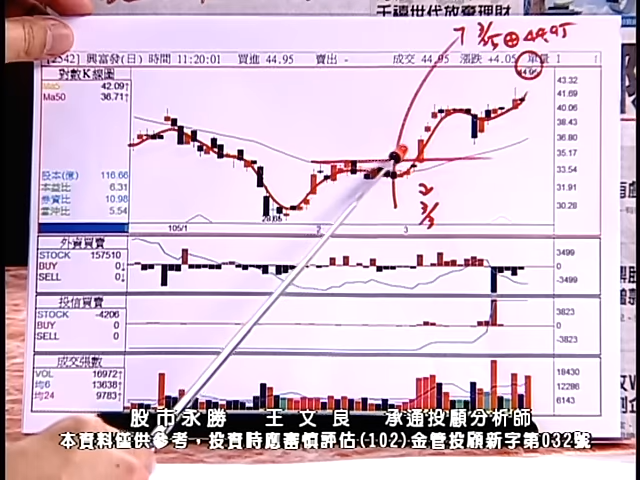 千禧世代放棄理財
7 3/25 ⊕ 44.95
[2542] 興富發(日) 時間 11:20:01 買進 44.95 賣出 - 成交 44.95 漲跌 +4.05 單量 1
對數K線圖
Ma5 42.09↑
Ma50 36.71↑
44.95
43.32
41.69
40.06
38.43
36.80
35.17
33.54
31.91
30.28
股本(億) 116.66
本益比 6.31
券資比 10.98
當沖比 5.54
28.65
2
3/3
105/1 2 3
外資買賣
STOCK 157510
BUY 0↓
SELL 0↓
3499
0
-3499
投信買賣
STOCK -4206
BUY 0
SELL 0
3823
0
-3823
成交張數
VOL 16972↑
均6 13638↑
均24 9783↑
18430
12286
6143
股市永勝 王文良 承通投顧分析師
本資料僅供參考，投資時應審慎評估(102)金管投顧新字第032號